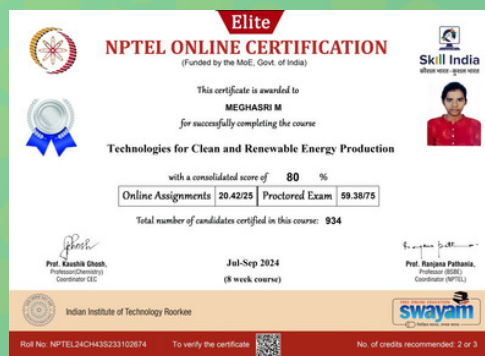 Elite
NPTEL ONLINE CERTIFICATION
(Funded by the MoE, Govt. of India)
Skill India
कौशल भारत-कुशल भारत
This certificate is awarded to
MEGHASRI M
for successfully completing the course
Technologies for Clean and Renewable Energy Production
with a consolidated score of 80 %
Online Assignments 20.42/25 Proctored Exam 59.38/75
Total number of candidates certified in this course: 934
Prof. Kaushik Ghosh,
Professor(Chemistry)
Coordinator CEC
Jul-Sep 2024
(8 week course)
Prof. Ranjana Pathania,
Professor (BSBE)
Coordinator (NPTEL)
Indian Institute of Technology Roorkee
swayam
Roll No: NPTEL24CH43S233102674
To verify the certificate
No. of credits recommended: 2 or 3